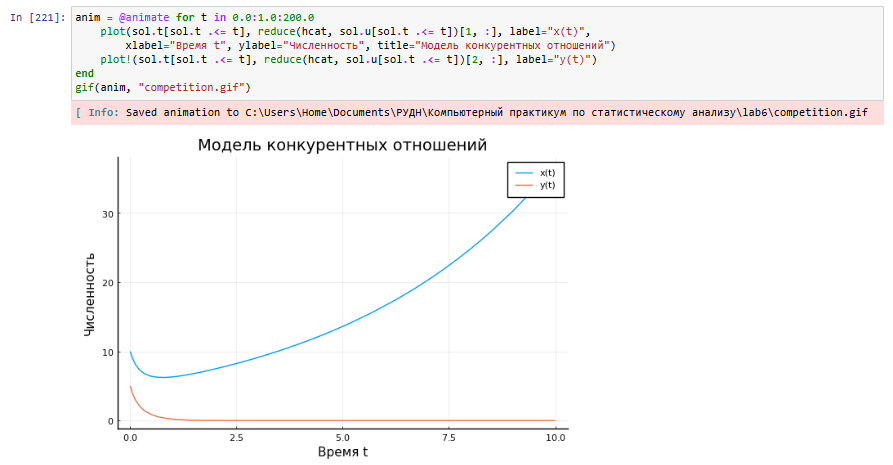 In [221]: anim = @animate for t in 0.0:1.0:200.0
plot(sol.t[sol.t .<= t], reduce(hcat, sol.u[sol.t .<= t])[1, :], label="x(t)",
xlabel="Время t", ylabel="Численность", title="Модель конкурентных отношений")
plot!(sol.t[sol.t .<= t], reduce(hcat, sol.u[sol.t .<= t])[2, :], label="y(t)")
end
gif(anim, "competition.gif")
[ Info: Saved animation to C:\Users\Home\Documents\РУДН\Компьютерный практикум по статистическому анализу\lab6\competition.gif
Модель конкурентных отношений
x(t)
y(t)
Численность
30
20
10
0
0.0 2.5 5.0 7.5 10.0
Время t